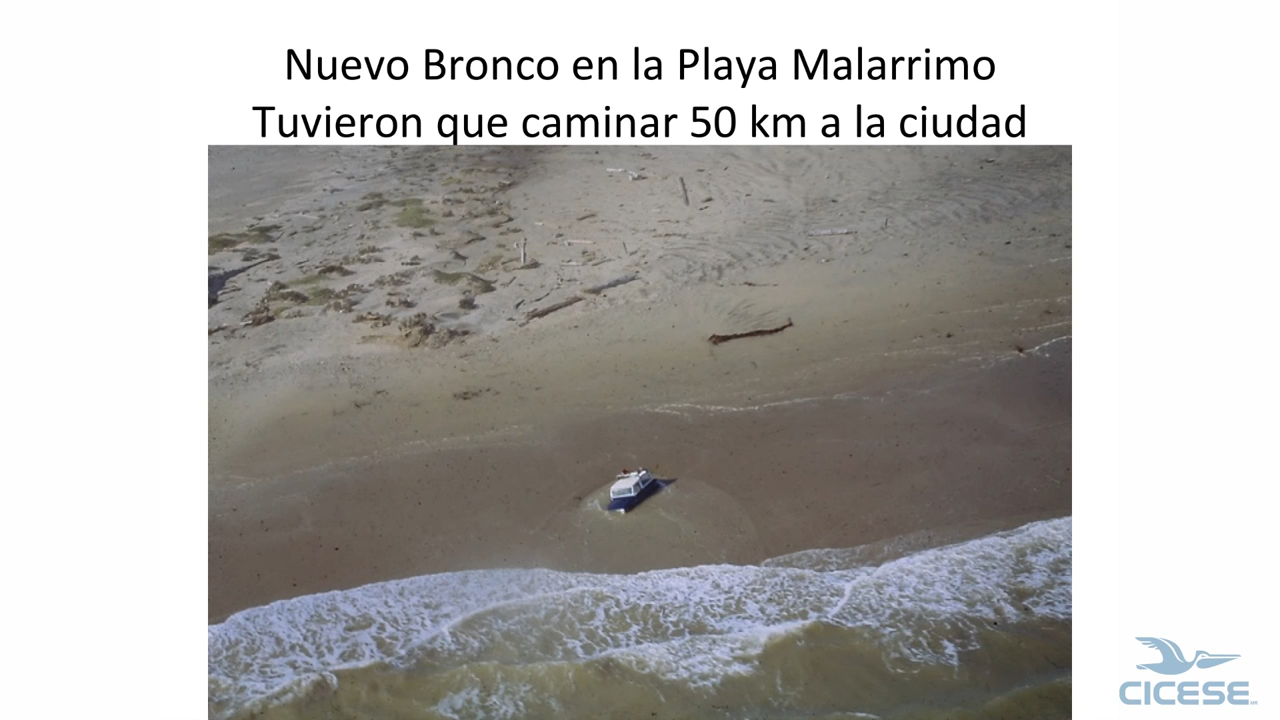 Nuevo Bronco en la Playa Malarrimo
Tuvieron que caminar 50 km a la ciudad
CICESE